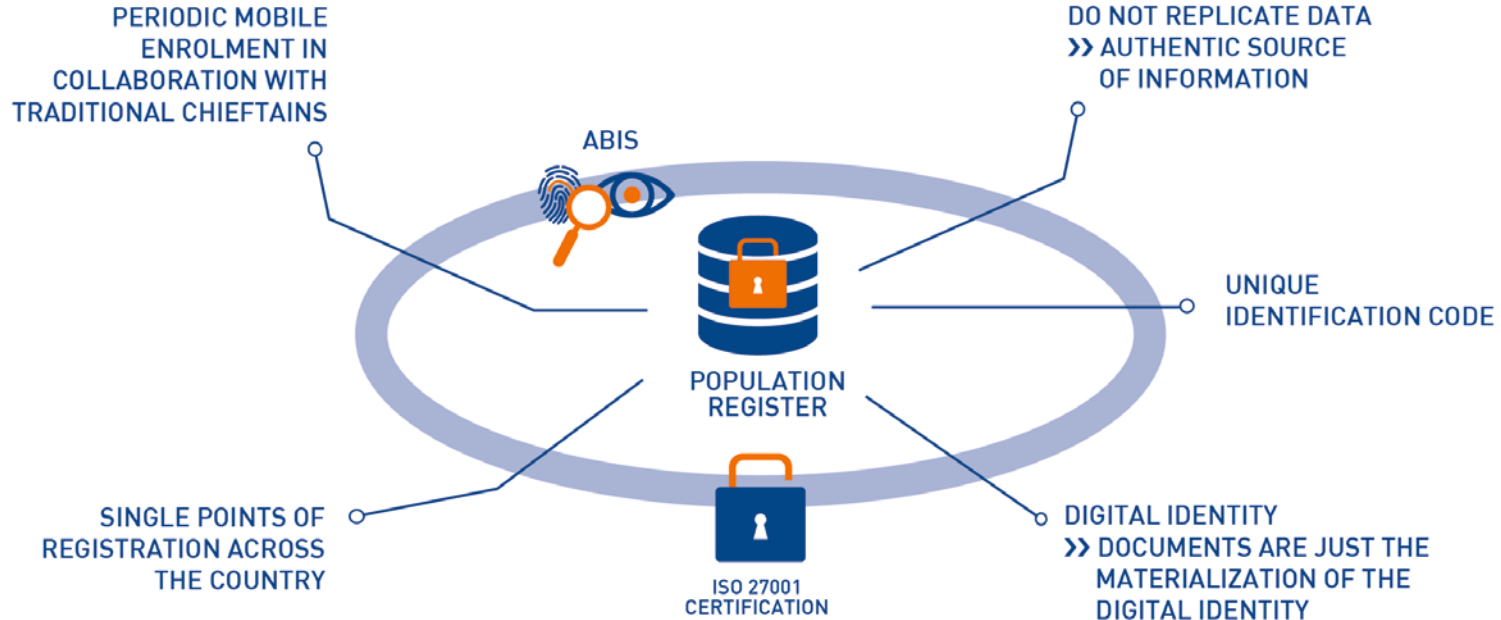 PERIODIC MOBILE
ENROLMENT IN
COLLABORATION WITH
TRADITIONAL CHIEFTAINS
DO NOT REPLICATE DATA
›› AUTHENTIC SOURCE
OF INFORMATION
ABIS
UNIQUE
IDENTIFICATION CODE
POPULATION
REGISTER
SINGLE POINTS OF
REGISTRATION ACROSS
THE COUNTRY
DIGITAL IDENTITY
›› DOCUMENTS ARE JUST THE
MATERIALIZATION OF THE
DIGITAL IDENTITY
ISO 27001
CERTIFICATION